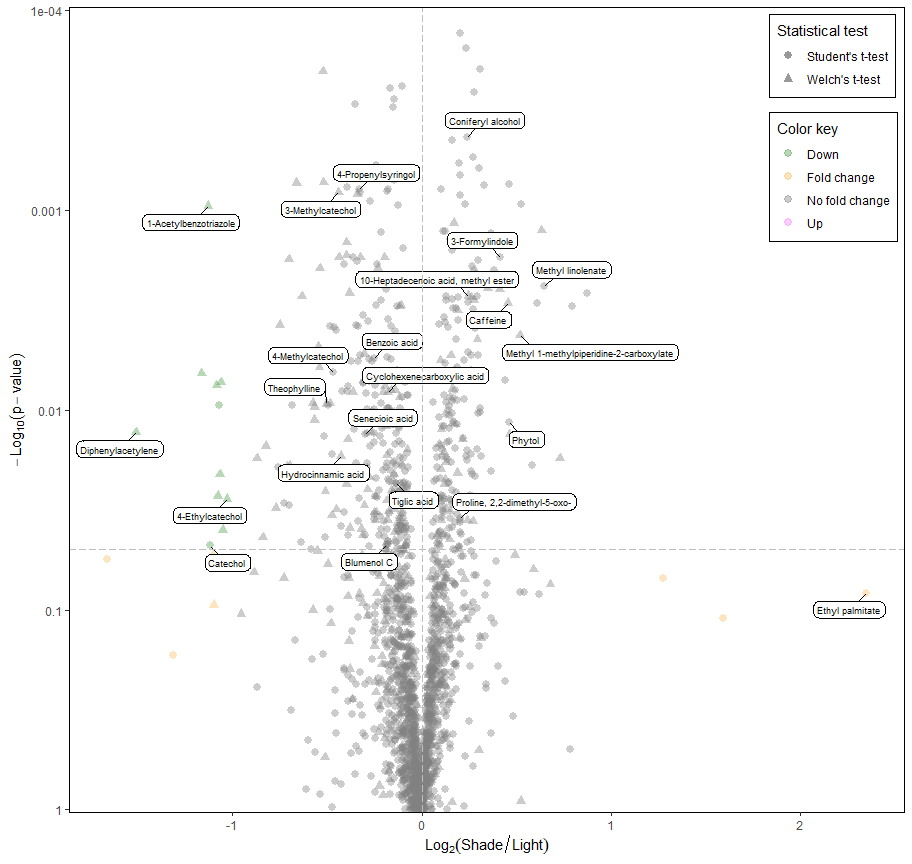 1e-04
Statistical test
Student's t-test
Welch's t-test
Coniferyl alcohol
Color key
Down
Fold change
No fold change
Up
4-Propenylsyringol
3-Methylcatechol
0.001
1-Acetylbenzotriazole
3-Formylindole
Methyl linolenate
10-Heptadecenoic acid, methyl ester
Caffeine
Benzoic acid
Methyl 1-methylpiperidine-2-carboxylate
4-Methylcatechol
Cyclohexenecarboxylic acid
Theophylline
0.01
Senecioic acid
Phytol
Diphenylacetylene
Hydrocinnamic acid
Tiglic acid
Proline, 2,2-dimethyl-5-oxo-
4-Ethylcatechol
Catechol
Blumenol C
0.1
Ethyl palmitate
1
-1
0
1
2
− Log10(p − value)
Log2(Shade/Light)